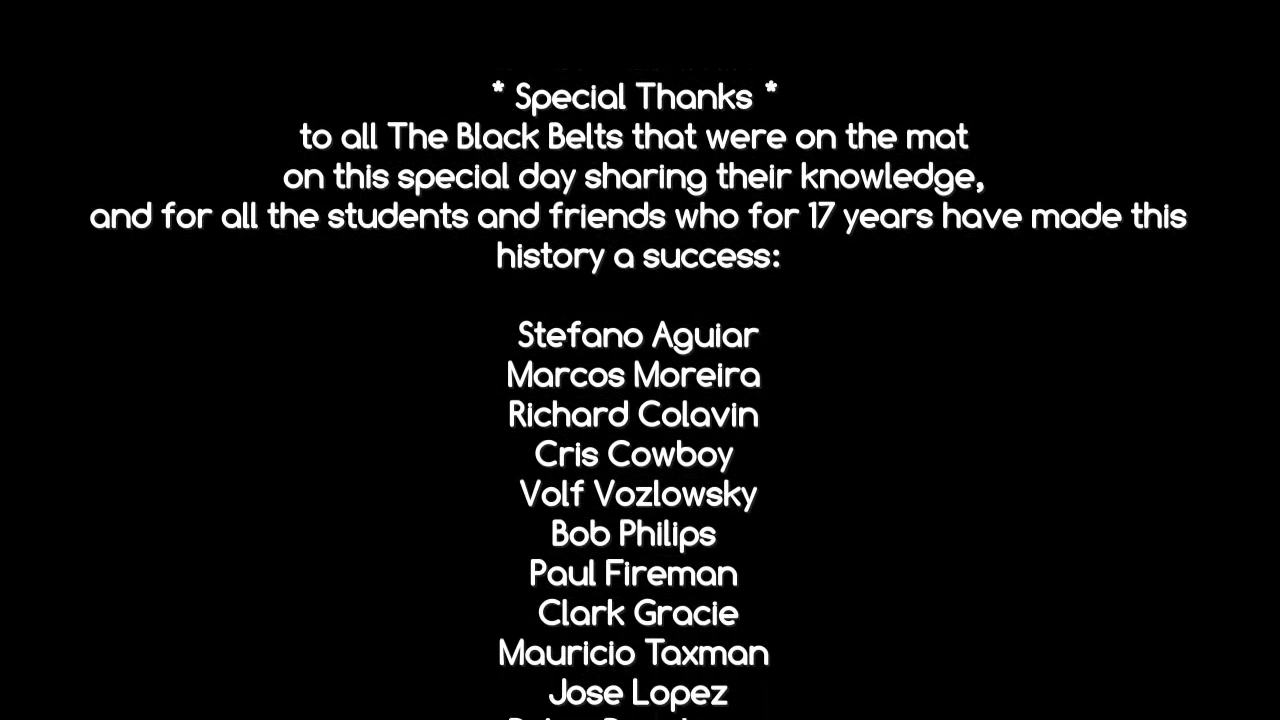 * Special Thanks *
to all The Black Belts that were on the mat
on this special day sharing their knowledge,
and for all the students and friends who for 17 years have made this
history a success:
Stefano Aguiar
Marcos Moreira
Richard Colavin
Cris Cowboy
Volf Vozlowsky
Bob Philips
Paul Fireman
Clark Gracie
Mauricio Taxman
Jose Lopez